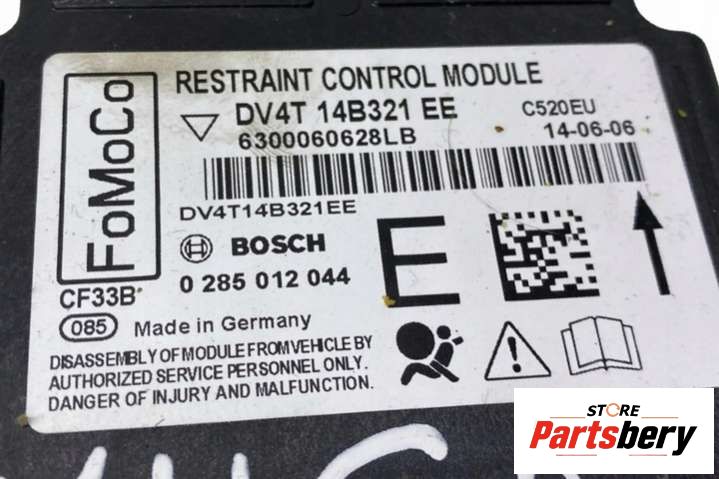 FoMoCo
RESTRAINT CONTROL MODULE
DV4T 14B321 EE
C520EU
6300060628LB
14-06-06
DV4T14B321EE
BOSCH
E
0 285 012 044
CF33B
085 Made in Germany
DISASSEMBLY OF MODULE FROM VEHICLE BY
AUTHORIZED SERVICE PERSONNEL ONLY.
DANGER OF INJURY AND MALFUNCTION.
STORE
Partsbery